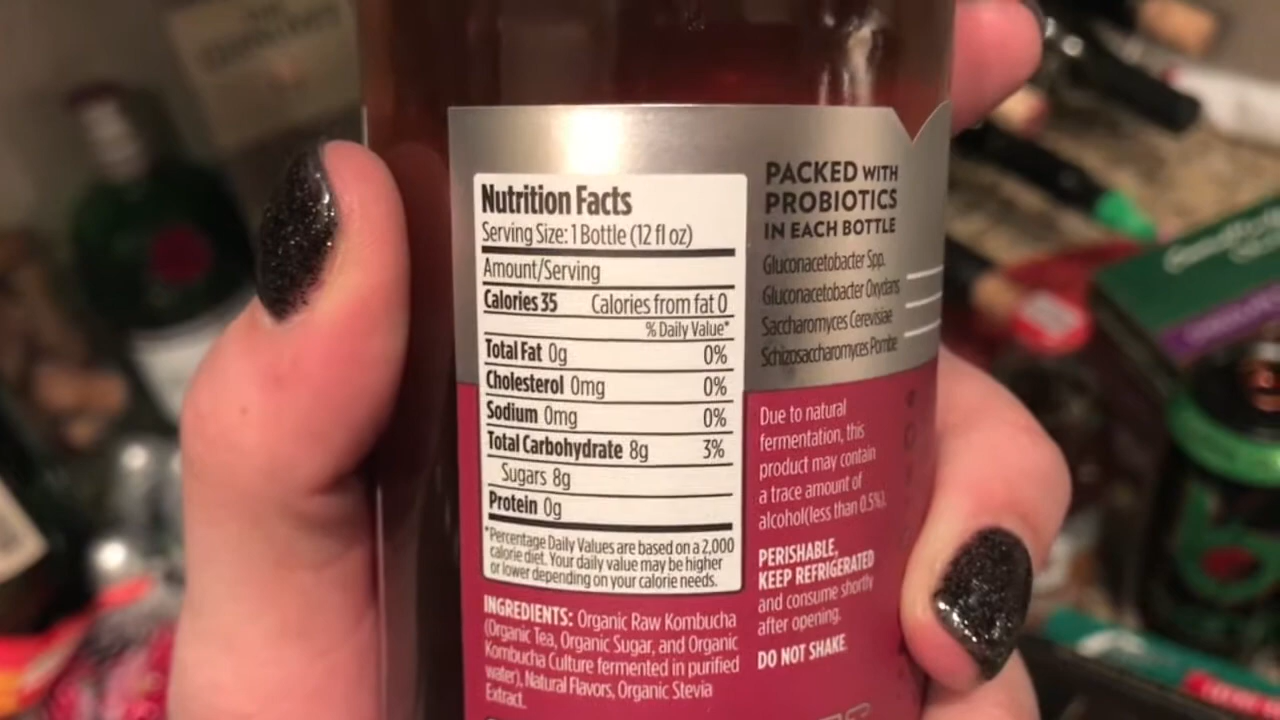 Nutrition Facts
Serving Size: 1 Bottle (12 fl oz)
Amount/Serving
Calories 35 Calories from fat 0
% Daily Value*
Total Fat 0g 0%
Cholesterol 0mg 0%
Sodium 0mg 0%
Total Carbohydrate 8g 3%
Sugars 8g
Protein 0g
*Percentage Daily Values are based on a 2,000
calorie diet. Your daily value may be higher
or lower depending on your calorie needs.
INGREDIENTS: Organic Raw Kombucha
(Organic Tea, Organic Sugar, and Organic
Kombucha Culture fermented in purified
water), Natural Flavors, Organic Stevia
Extract.
PACKED WITH
PROBIOTICS
IN EACH BOTTLE
Gluconacetobacter Spp.
Gluconacetobacter Oxydans
Saccharomyces Cerevisiae
Schizosaccharomyces Pombe
Due to natural
fermentation, this
product may contain
a trace amount of
alcohol(less than 0.5%).
PERISHABLE,
KEEP REFRIGERATED
and consume shortly
after opening.
DO NOT SHAKE.